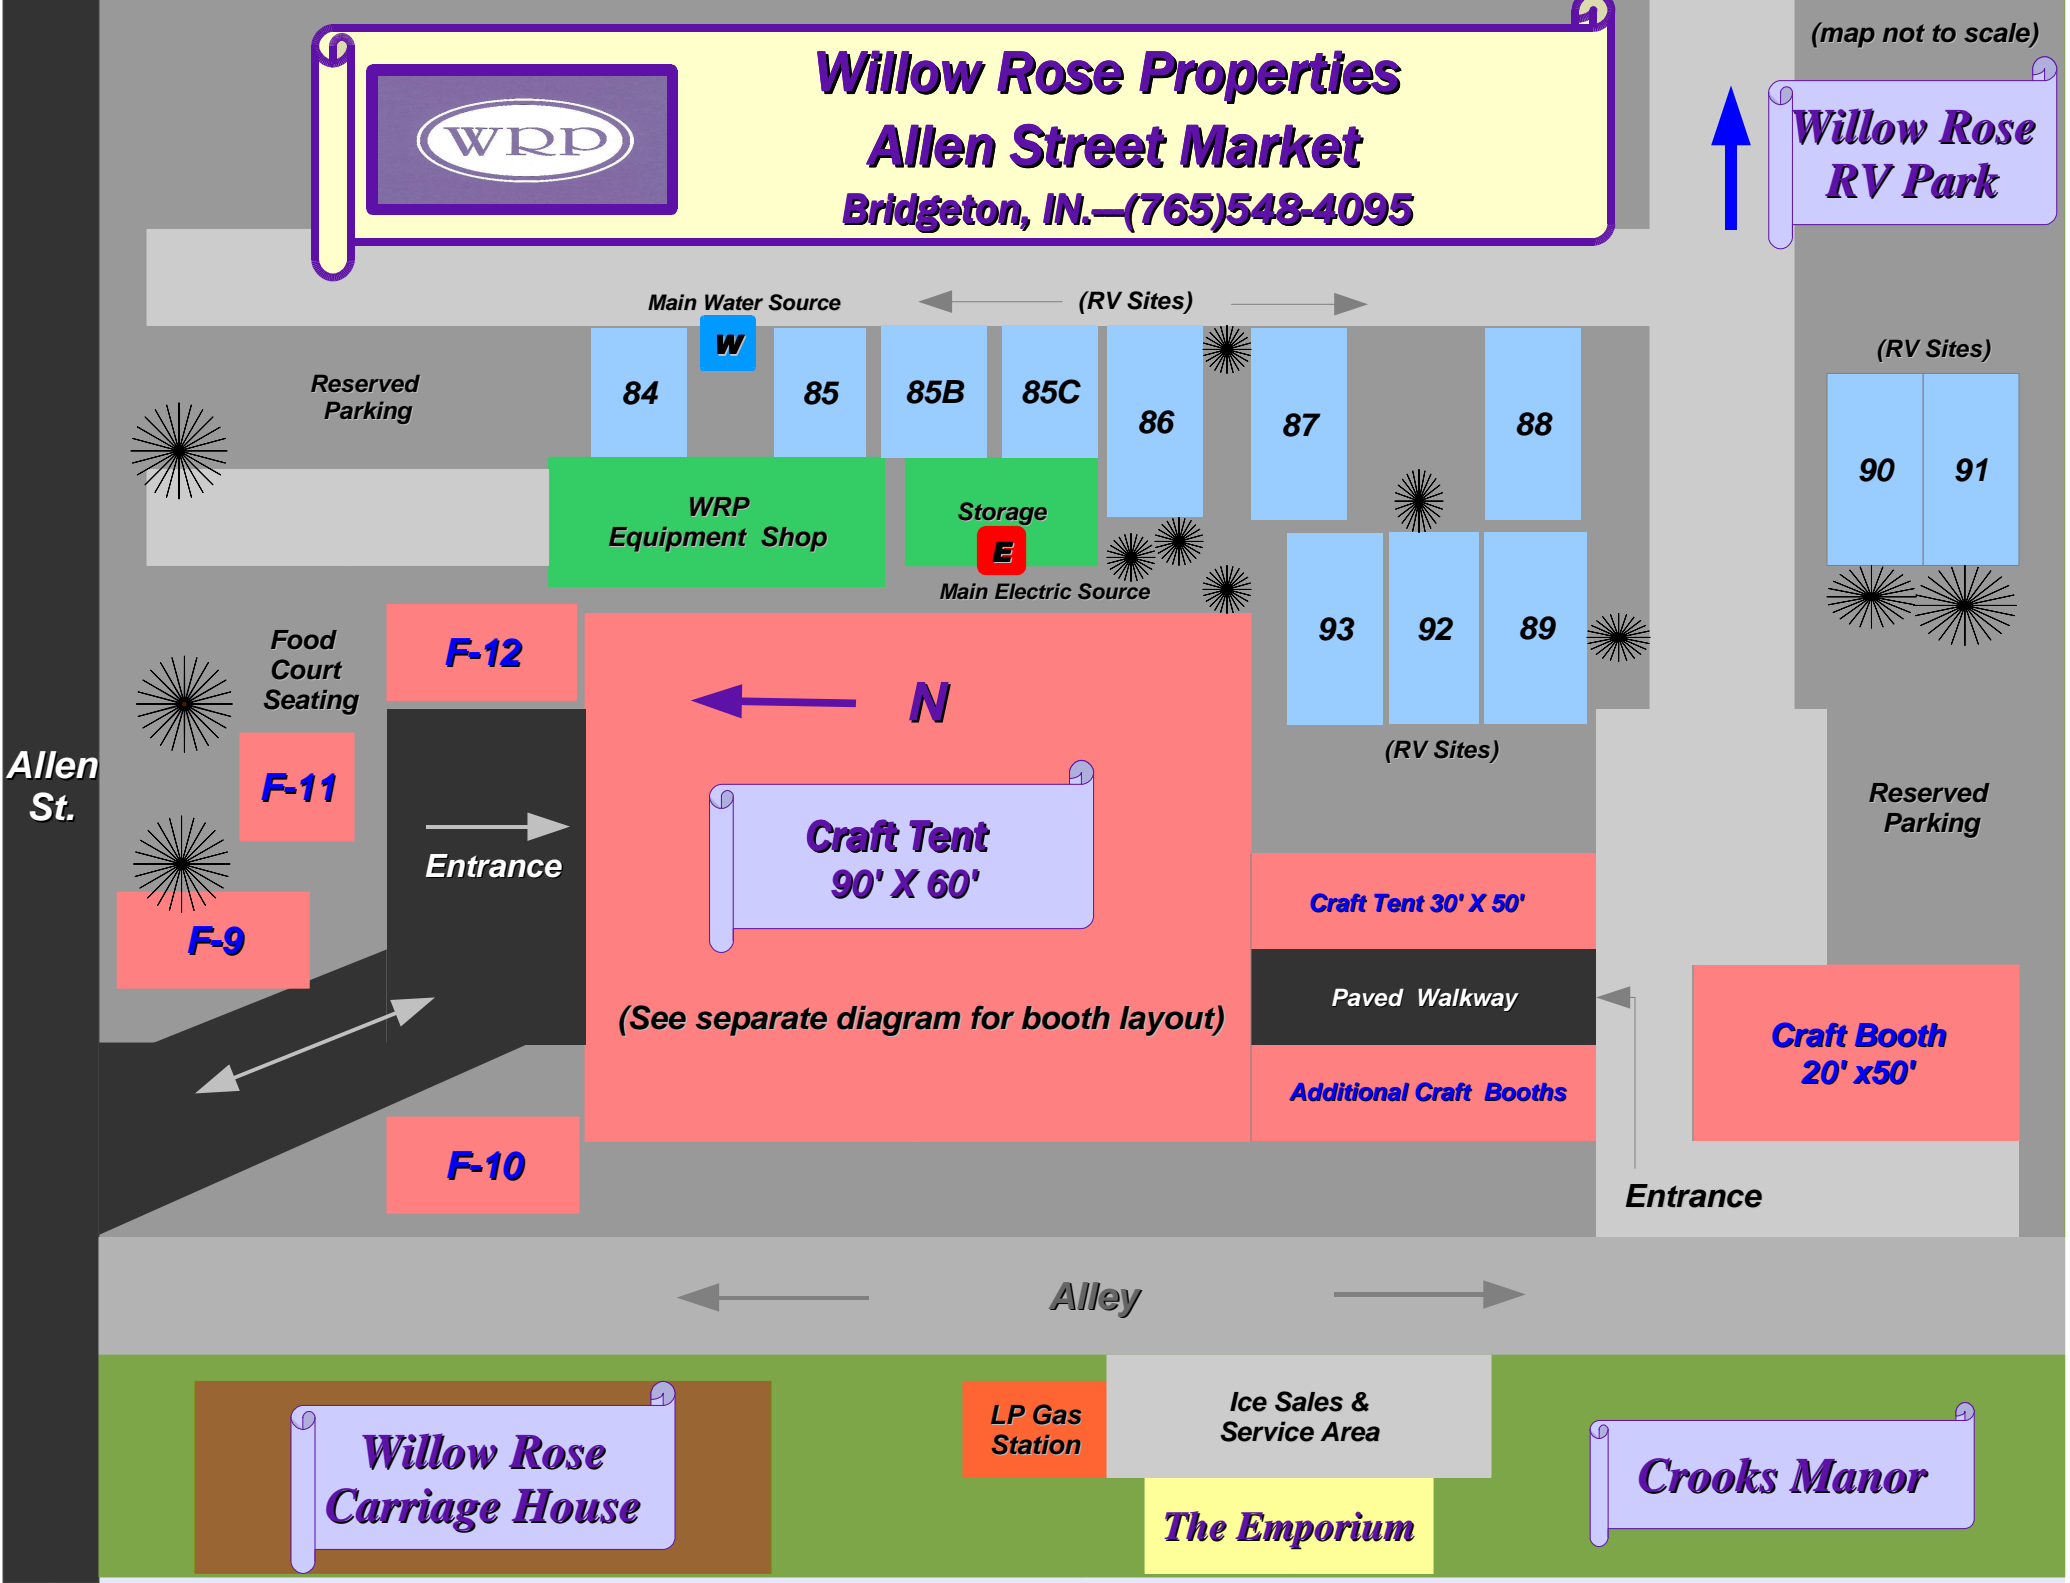 (map not to scale)
Willow Rose Properties
Allen Street Market
Bridgeton, IN.—(765)548-4095
WRP
Willow Rose
RV Park
Main Water Source
(RV Sites)
W
84
85
85B
85C
86
87
88
(RV Sites)
90
91
Reserved
Parking
WRP
Equipment Shop
Storage
E
Main Electric Source
93
92
89
(RV Sites)
Food
Court
Seating
F-12
F-11
F-9
F-10
Allen
St.
Entrance
N
Craft Tent
90' X 60'
(See separate diagram for booth layout)
Craft Tent 30' X 50'
Paved Walkway
Additional Craft Booths
Reserved
Parking
Craft Booth
20' x50'
Entrance
Alley
Willow Rose
Carriage House
LP Gas
Station
Ice Sales &
Service Area
The Emporium
Crooks Manor